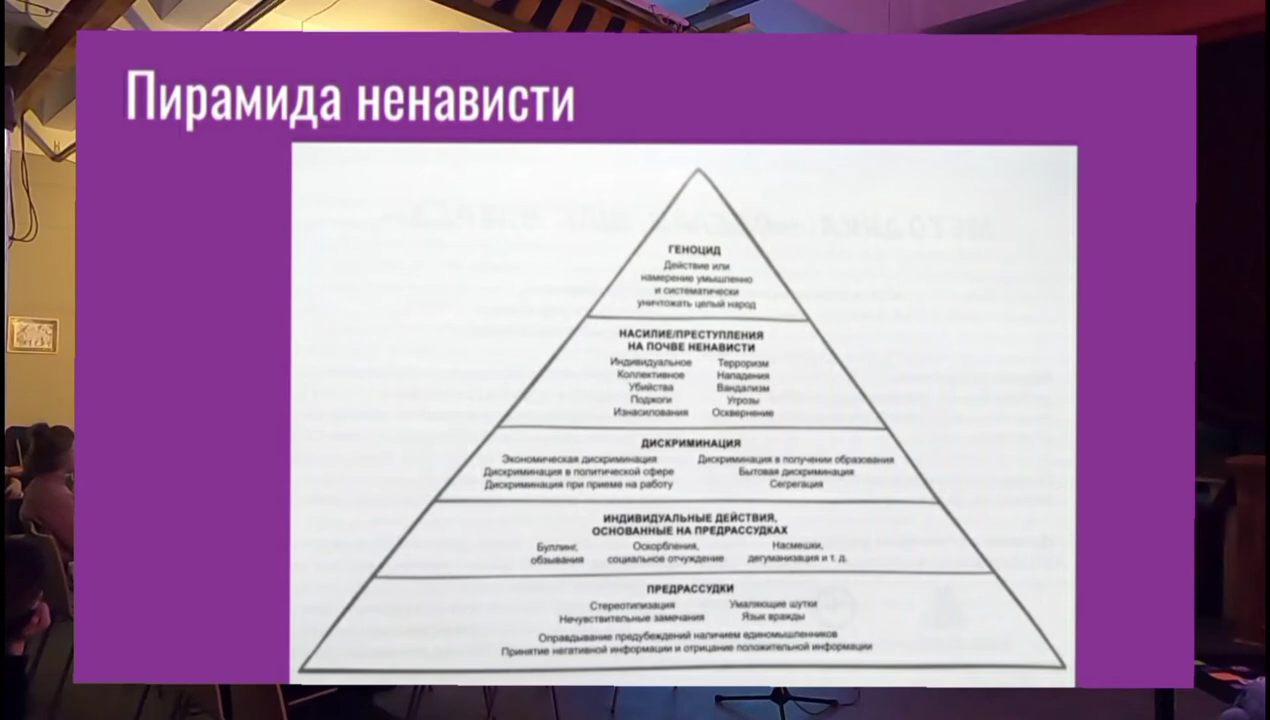 Пирамида ненависти
ГЕНОЦИД
Действие или
намерение умышленно
и систематически
уничтожать целый народ
НАСИЛИЕ/ПРЕСТУПЛЕНИЯ
НА ПОЧВЕ НЕНАВИСТИ
Индивидуальное Терроризм
Коллективное Нападения
Убийства Вандализм
Поджоги Угрозы
Изнасилования Осквернение
ДИСКРИМИНАЦИЯ
Экономическая дискриминация Дискриминация в получении образования
Дискриминация в политической сфере Бытовая дискриминация
Дискриминация при приеме на работу Сегрегация
ИНДИВИДУАЛЬНЫЕ ДЕЙСТВИЯ,
ОСНОВАННЫЕ НА ПРЕДРАССУДКАХ
Буллинг, Оскорбления, Насмешки,
обзывания социальное отчуждение дегуманизация и т. д.
ПРЕДРАССУДКИ
Стереотипизация Умаляющие шутки
Нечувствительные замечания Язык вражды
Оправдывание предубеждений наличием единомышленников
Принятие негативной информации и отрицание положительной информации